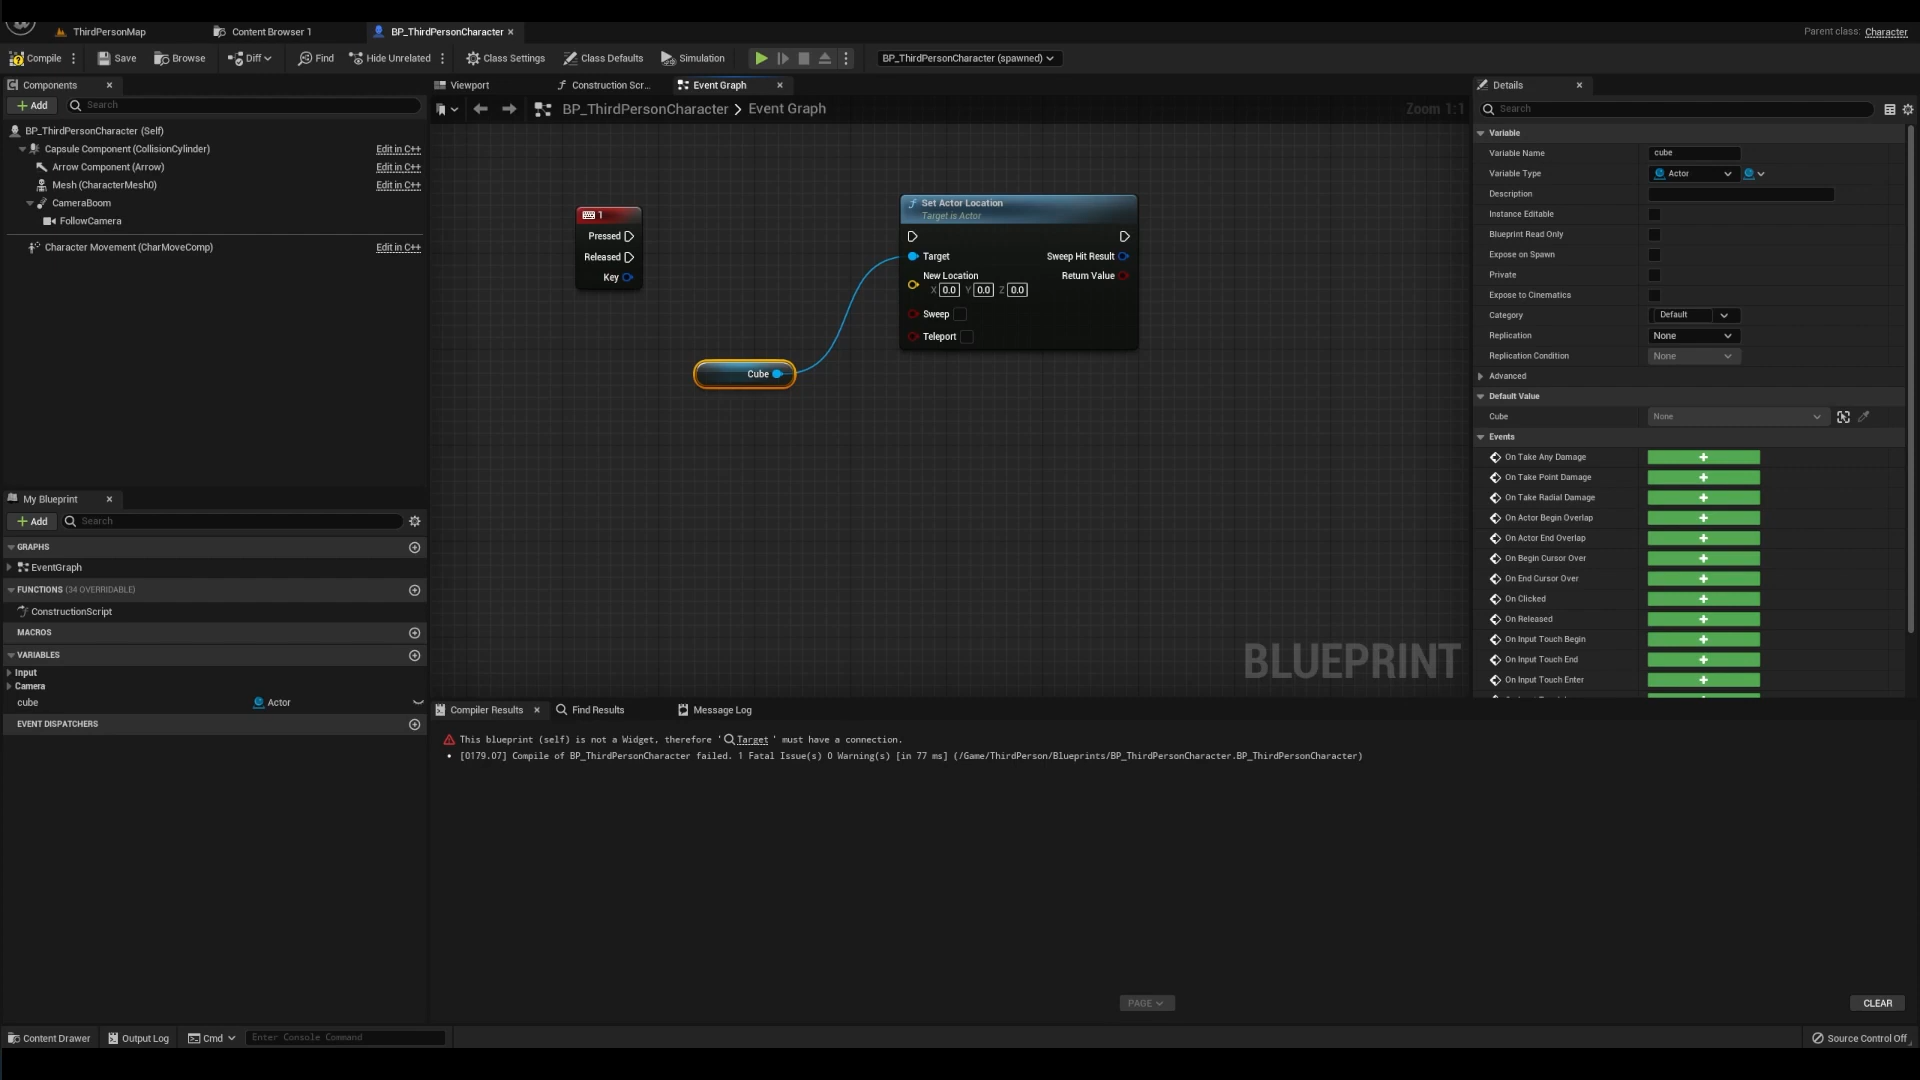 ThirdPersonMap Content Browser 1 BP_ThirdPersonCharacter Parent class: Character
Compile Save Browse Diff Find Hide Unrelated Class Settings Class Defaults Simulation BP_ThirdPersonCharacter (spawned)
Components
Add Search
BP_ThirdPersonCharacter (Self)
Capsule Component (CollisionCylinder) Edit in C++
Arrow Component (Arrow) Edit in C++
Mesh (CharacterMesh0) Edit in C++
CameraBoom
FollowCamera
Character Movement (CharMoveComp) Edit in C++
My Blueprint
Add Search
GRAPHS
EventGraph
FUNCTIONS (34 OVERRIDABLE)
ConstructionScript
MACROS
VARIABLES
Input
Camera
cube Actor
EVENT DISPATCHERS
Viewport Construction Scr... Event Graph
BP_ThirdPersonCharacter > Event Graph Zoom 1:1
1
Pressed
Released
Key
Cube
Set Actor Location
Target is Actor
Target Sweep Hit Result
New Location Return Value
X 0.0 Y 0.0 Z 0.0
Sweep
Teleport
BLUEPRINT
Compiler Results Find Results Message Log
This blueprint (self) is not a Widget, therefore ' Target ' must have a connection.
[0179.07] Compile of BP_ThirdPersonCharacter failed. 1 Fatal Issue(s) 0 Warning(s) [in 77 ms] (/Game/ThirdPerson/Blueprints/BP_ThirdPersonCharacter.BP_ThirdPersonCharacter)
PAGE CLEAR
Details
Search
Variable
Variable Name cube
Variable Type Actor
Description
Instance Editable
Blueprint Read Only
Expose on Spawn
Private
Expose to Cinematics
Category Default
Replication None
Replication Condition None
Advanced
Default Value
Cube None
Events
On Take Any Damage
On Take Point Damage
On Take Radial Damage
On Actor Begin Overlap
On Actor End Overlap
On Begin Cursor Over
On End Cursor Over
On Clicked
On Released
On Input Touch Begin
On Input Touch End
On Input Touch Enter
Content Drawer Output Log Cmd Enter Console Command Source Control Off